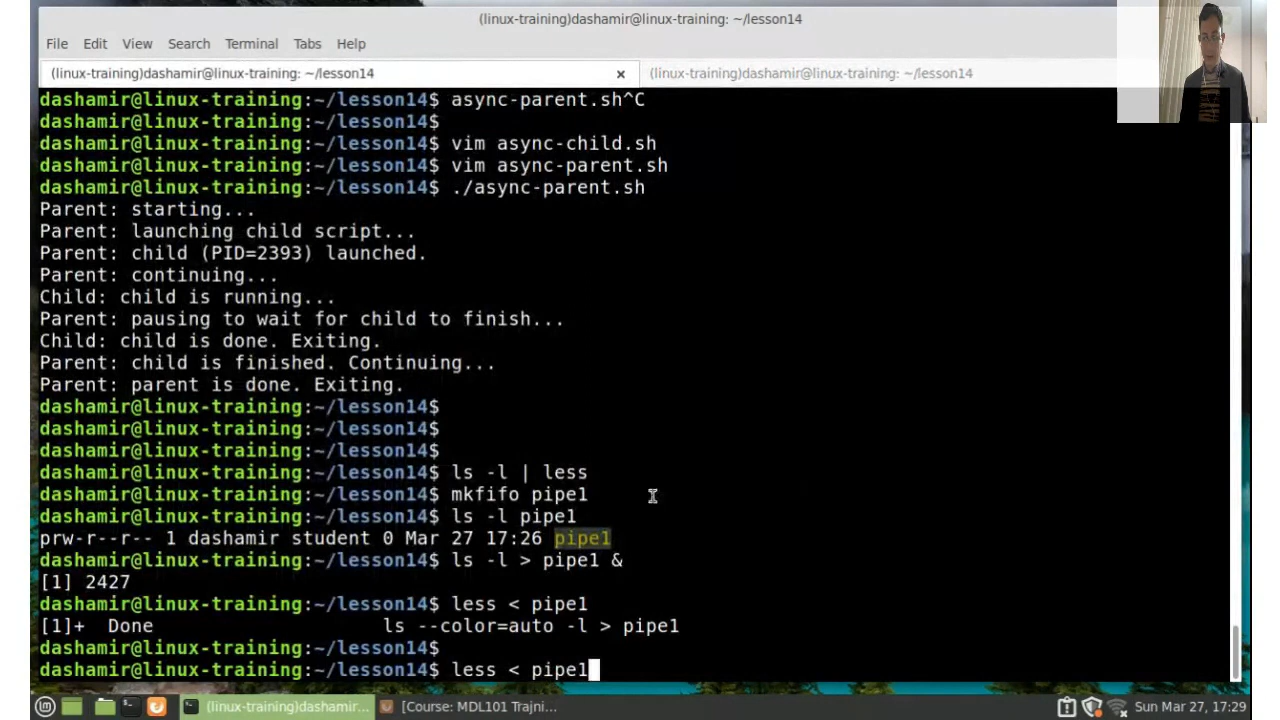 (linux-training)dashamir@linux-training: ~/lesson14
File Edit View Search Terminal Tabs Help
(linux-training)dashamir@linux-training: ~/lesson14 × (linux-training)dashamir@linux-training: ~/lesson14
dashamir@linux-training:~/lesson14$ async-parent.sh^C
dashamir@linux-training:~/lesson14$
dashamir@linux-training:~/lesson14$ vim async-child.sh
dashamir@linux-training:~/lesson14$ vim async-parent.sh
dashamir@linux-training:~/lesson14$ ./async-parent.sh
Parent: starting...
Parent: launching child script...
Parent: child (PID=2393) launched.
Parent: continuing...
Child: child is running...
Parent: pausing to wait for child to finish...
Child: child is done. Exiting.
Parent: child is finished. Continuing...
Parent: parent is done. Exiting.
dashamir@linux-training:~/lesson14$
dashamir@linux-training:~/lesson14$
dashamir@linux-training:~/lesson14$
dashamir@linux-training:~/lesson14$ ls -l | less
dashamir@linux-training:~/lesson14$ mkfifo pipe1
dashamir@linux-training:~/lesson14$ ls -l pipe1
prw-r--r-- 1 dashamir student 0 Mar 27 17:26 pipe1
dashamir@linux-training:~/lesson14$ ls -l > pipe1 &
[1] 2427
dashamir@linux-training:~/lesson14$ less < pipe1
[1]+  Done                    ls --color=auto -l > pipe1
dashamir@linux-training:~/lesson14$
dashamir@linux-training:~/lesson14$ less < pipe1
(linux-training)dashamir... [Course: MDL101 Trajni... Sun Mar 27, 17:29